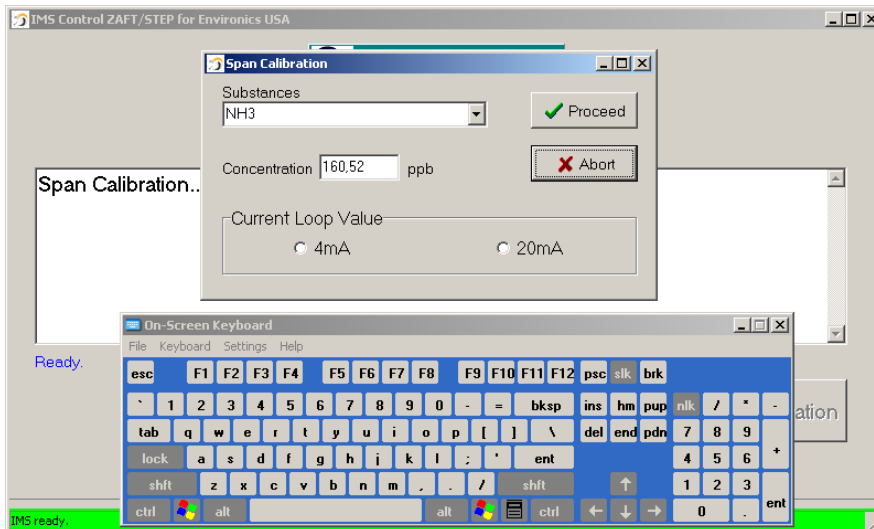 IMS Control ZAFT/STEP for Environics USA
Span Calibration
Substances
NH3
Proceed
Concentration 160,52 ppb
Abort
Current Loop Value
4mA 20mA
Span Calibration..
Ready.
ation
On-Screen Keyboard
File Keyboard Settings Help
esc F1 F2 F3 F4 F5 F6 F7 F8 F9 F10 F11 F12 psc slk brk
` 1 2 3 4 5 6 7 8 9 0 - = bksp ins hm pup nlk / * -
tab q w e r t y u i o p [ ] \ del end pdn 7 8 9 +
lock a s d f g h j k l ; ' ent 4 5 6
shft z x c v b n m , . / shft ↑ 1 2 3 ent
ctrl alt alt ctrl ← ↓ → 0 .
IMS ready.